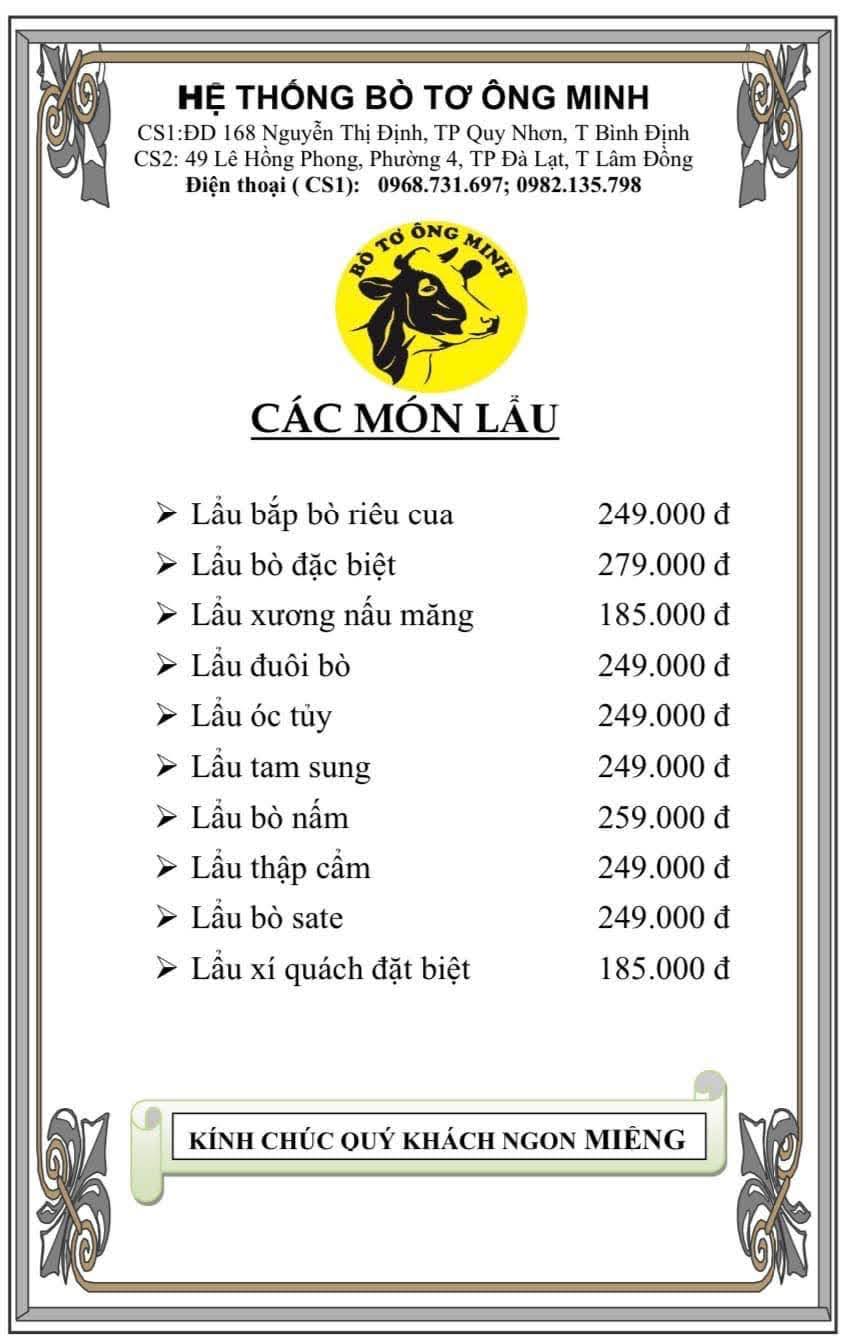 HỆ THỐNG BÒ TƠ ÔNG MINH
CS1:ĐD 168 Nguyễn Thị Định, TP Quy Nhơn, T Bình Định
CS2: 49 Lê Hồng Phong, Phường 4, TP Đà Lạt, T Lâm Đồng
Điện thoại ( CS1): 0968.731.697; 0982.135.798
BÒ TƠ ÔNG MINH
CÁC MÓN LẨU
➢ Lẩu bắp bò riêu cua 249.000 đ
➢ Lẩu bò đặc biệt 279.000 đ
➢ Lẩu xương nấu măng 185.000 đ
➢ Lẩu đuôi bò 249.000 đ
➢ Lẩu óc tủy 249.000 đ
➢ Lẩu tam sung 249.000 đ
➢ Lẩu bò nấm 259.000 đ
➢ Lẩu thập cẩm 249.000 đ
➢ Lẩu bò sate 249.000 đ
➢ Lẩu xí quách đặt biệt 185.000 đ
KÍNH CHÚC QUÝ KHÁCH NGON MIỆNG